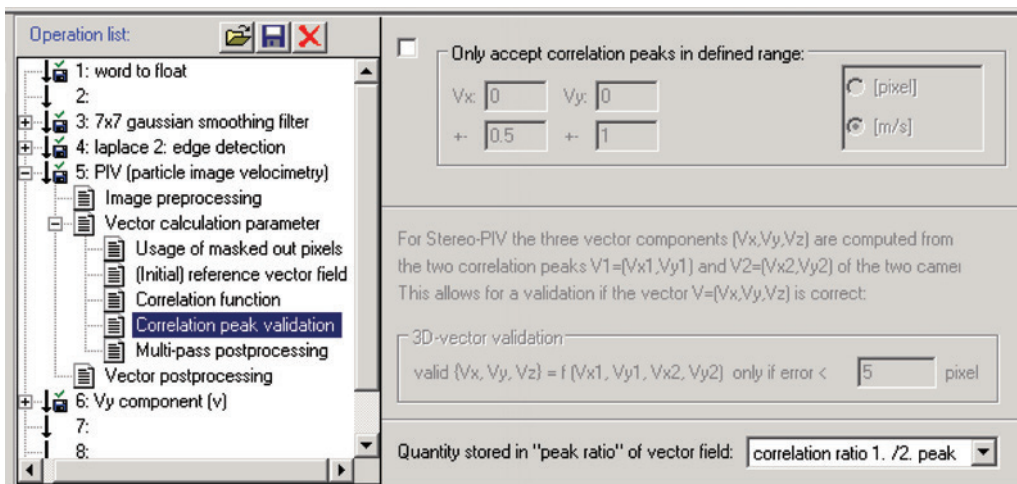 Operation list:
1: word to float
2:
3: 7x7 gaussian smoothing filter
4: laplace 2: edge detection
5: PIV (particle image velocimetry)
Image preprocessing
Vector calculation parameter
Usage of masked out pixels
(Initial) reference vector field
Correlation function
Correlation peak validation
Multi-pass postprocessing
Vector postprocessing
6: Vy component (v)
7:
8:
Only accept correlation peaks in defined range:
Vx: 0 Vy: 0 [pixel]
+- 0.5 +- 1 [m/s]
For Stereo-PIV the three vector components (Vx,Vy,Vz) are computed from
the two correlation peaks V1=(Vx1,Vy1) and V2=(Vx2,Vy2) of the two camer
This allows for a validation if the vector V=(Vx,Vy,Vz) is correct:
3D-vector validation
valid {Vx, Vy, Vz} = f (Vx1, Vy1, Vx2, Vy2) only if error < 5 pixel
Quantity stored in "peak ratio" of vector field: correlation ratio 1. /2. peak